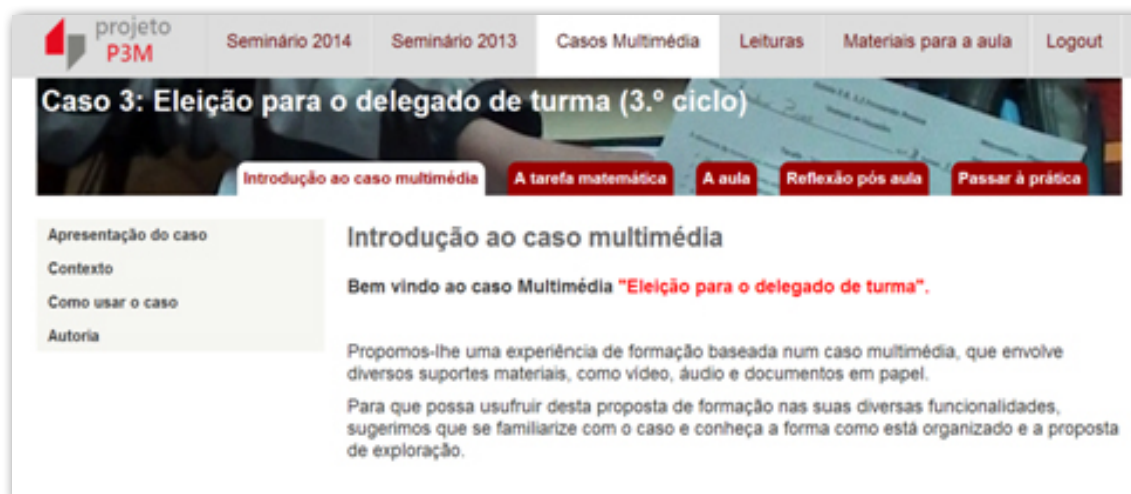 projeto
P3M
Seminário 2014
Seminário 2013
Casos Multimédia
Leituras
Materiais para a aula
Logout
Caso 3: Eleição para o delegado de turma (3.º ciclo)
Introdução ao caso multimédia
A tarefa matemática
A aula
Reflexão pós aula
Passar à prática
Apresentação do caso
Contexto
Como usar o caso
Autoria
Introdução ao caso multimédia
Bem vindo ao caso Multimédia "Eleição para o delegado de turma".
Propomos-lhe uma experiência de formação baseada num caso multimédia, que envolve
diversos suportes materiais, como vídeo, áudio e documentos em papel.
Para que possa usufruir desta proposta de formação nas suas diversas funcionalidades,
sugerimos que se familiarize com o caso e conheça a forma como está organizado e a proposta
de exploração.